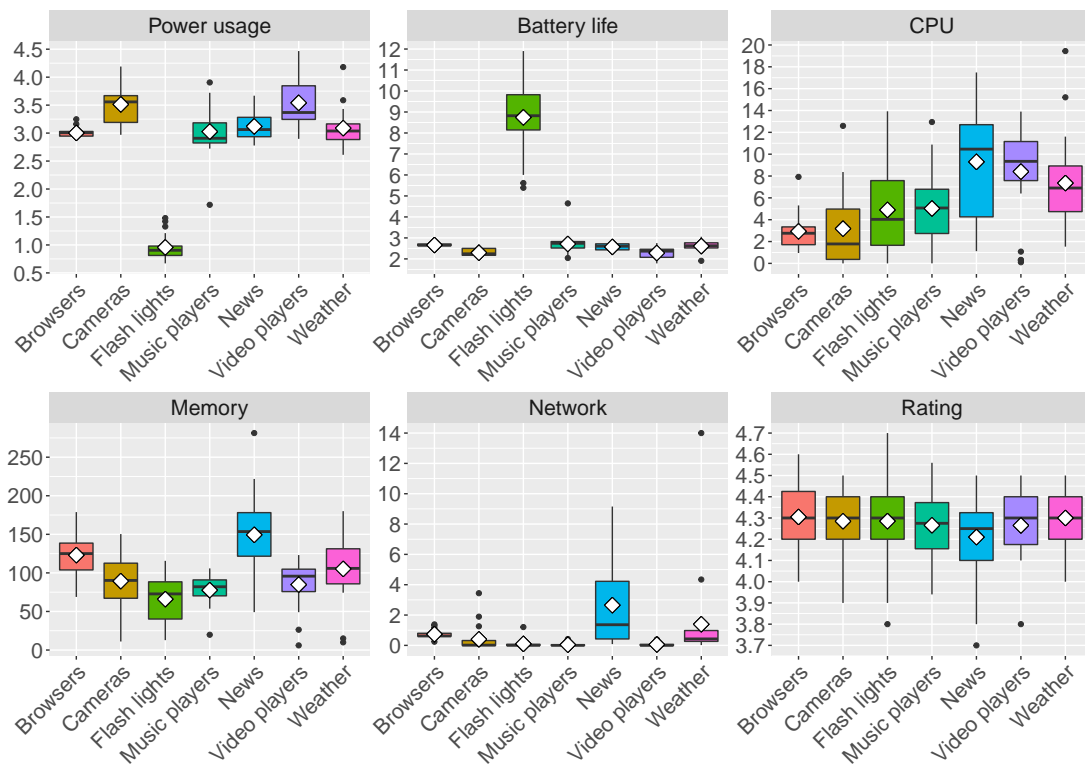 Power usage
4.5
4.0
3.5
3.0
2.5
2.0
1.5
1.0
0.5
Browsers
Cameras
Flash lights
Music players
News
Video players
Weather
Battery life
12
11
10
9
8
7
6
5
4
3
2
Browsers
Cameras
Flash lights
Music players
News
Video players
Weather
CPU
20
18
16
14
12
10
8
6
4
2
0
Browsers
Cameras
Flash lights
Music players
News
Video players
Weather
Memory
250
200
150
100
50
0
Browsers
Cameras
Flash lights
Music players
News
Video players
Weather
Network
14
12
10
8
6
4
2
0
Browsers
Cameras
Flash lights
Music players
News
Video players
Weather
Rating
4.7
4.6
4.5
4.4
4.3
4.2
4.1
4.0
3.9
3.8
3.7
Browsers
Cameras
Flash lights
Music players
News
Video players
Weather